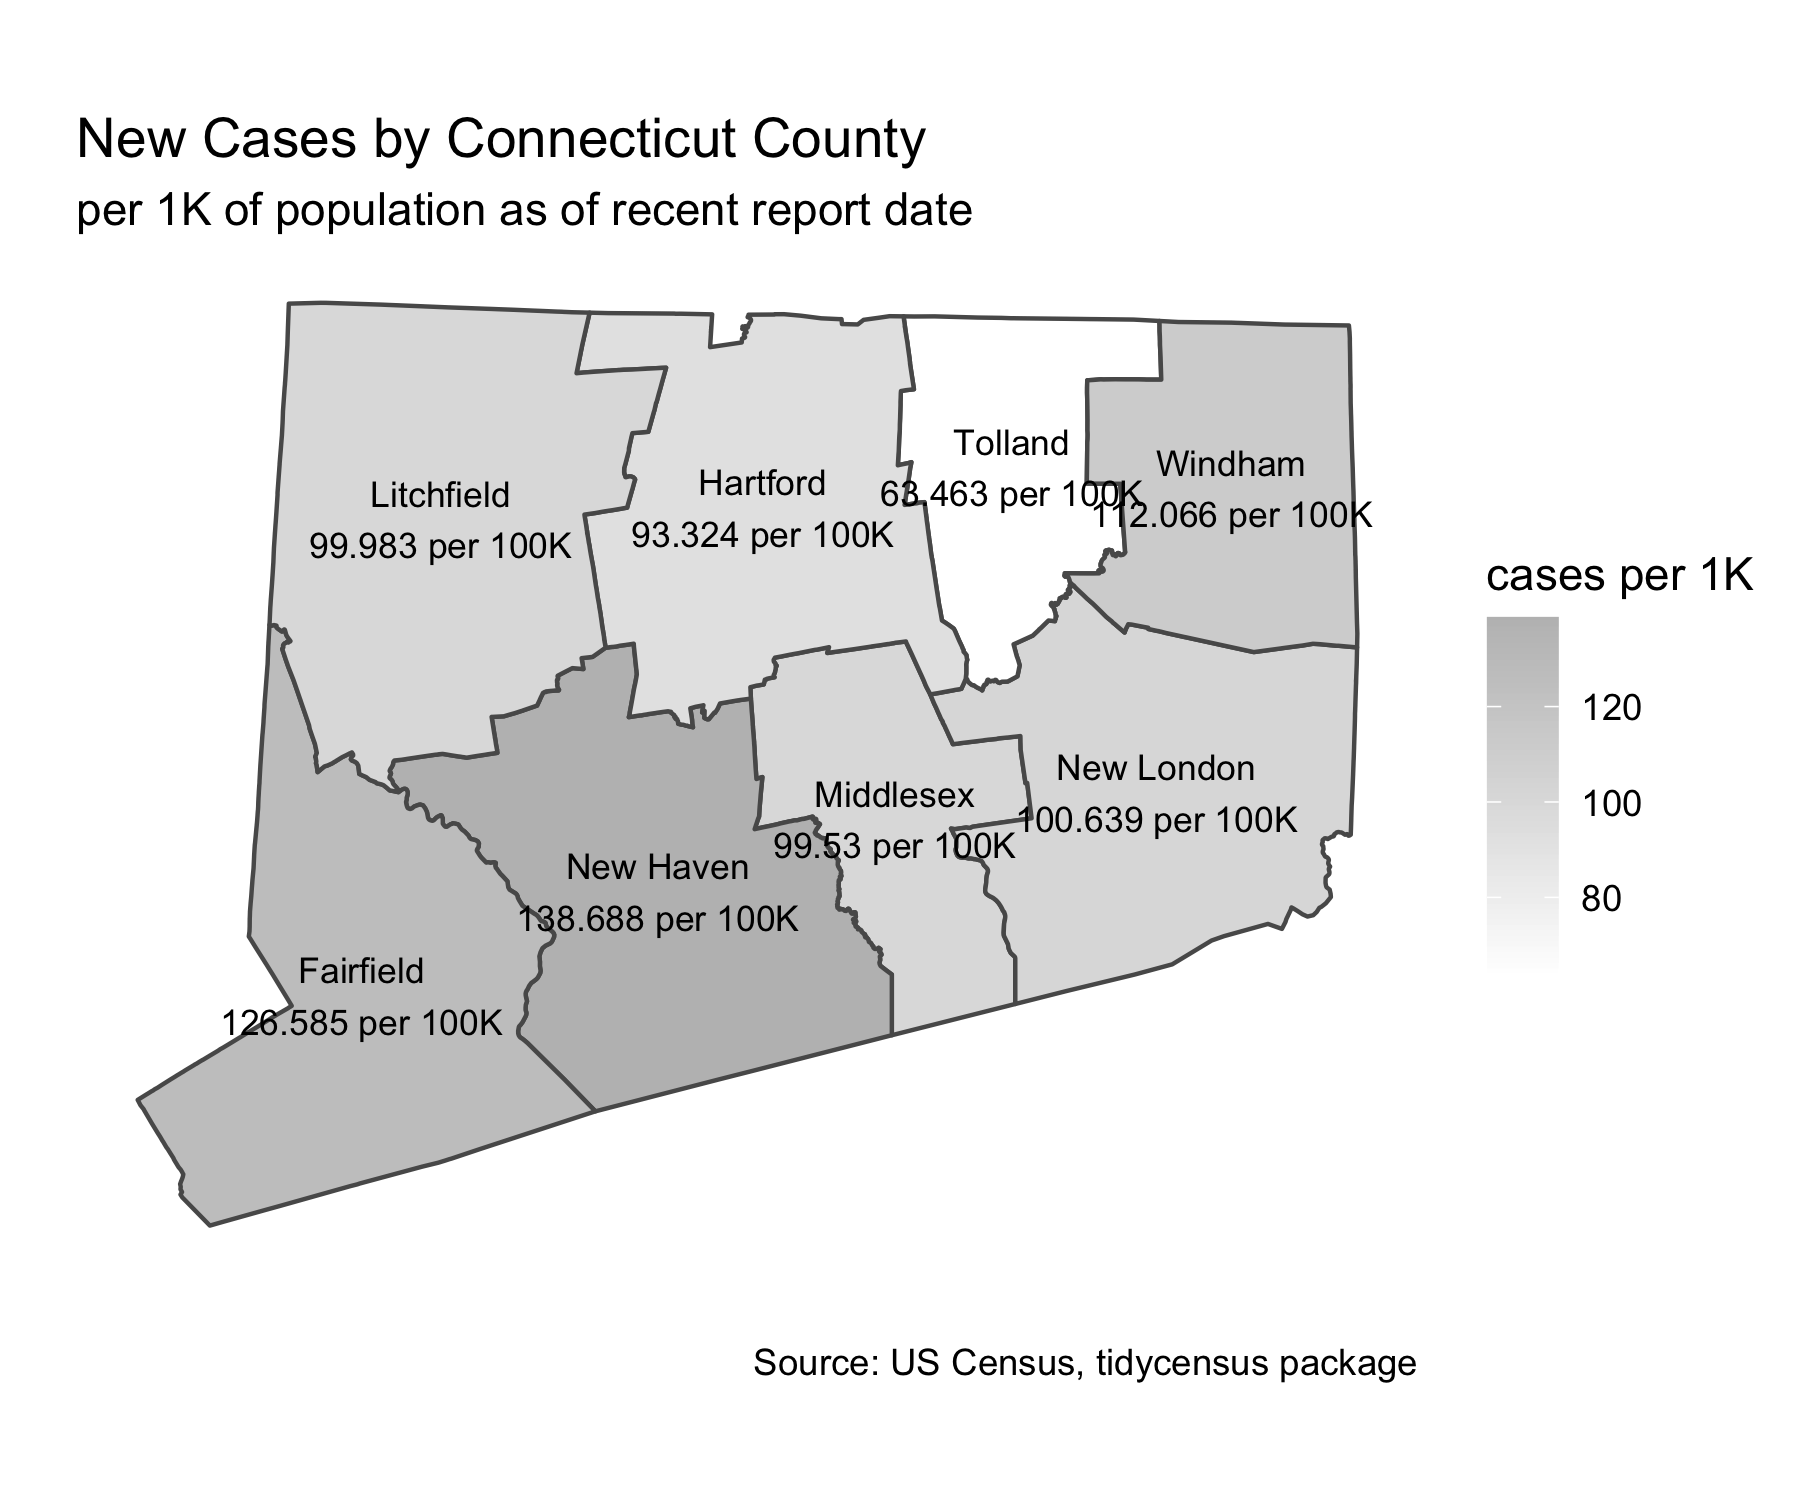 New Cases by Connecticut County
per 1K of population as of recent report date
Tolland
63.463 per 100K
Windham
112.066 per 100K
Hartford
93.324 per 100K
Litchfield
99.983 per 100K
cases per 1K
120
100
80
New London
100.639 per 100K
Middlesex
99.53 per 100K
New Haven
138.688 per 100K
Fairfield
126.585 per 100K
Source: US Census, tidycensus package